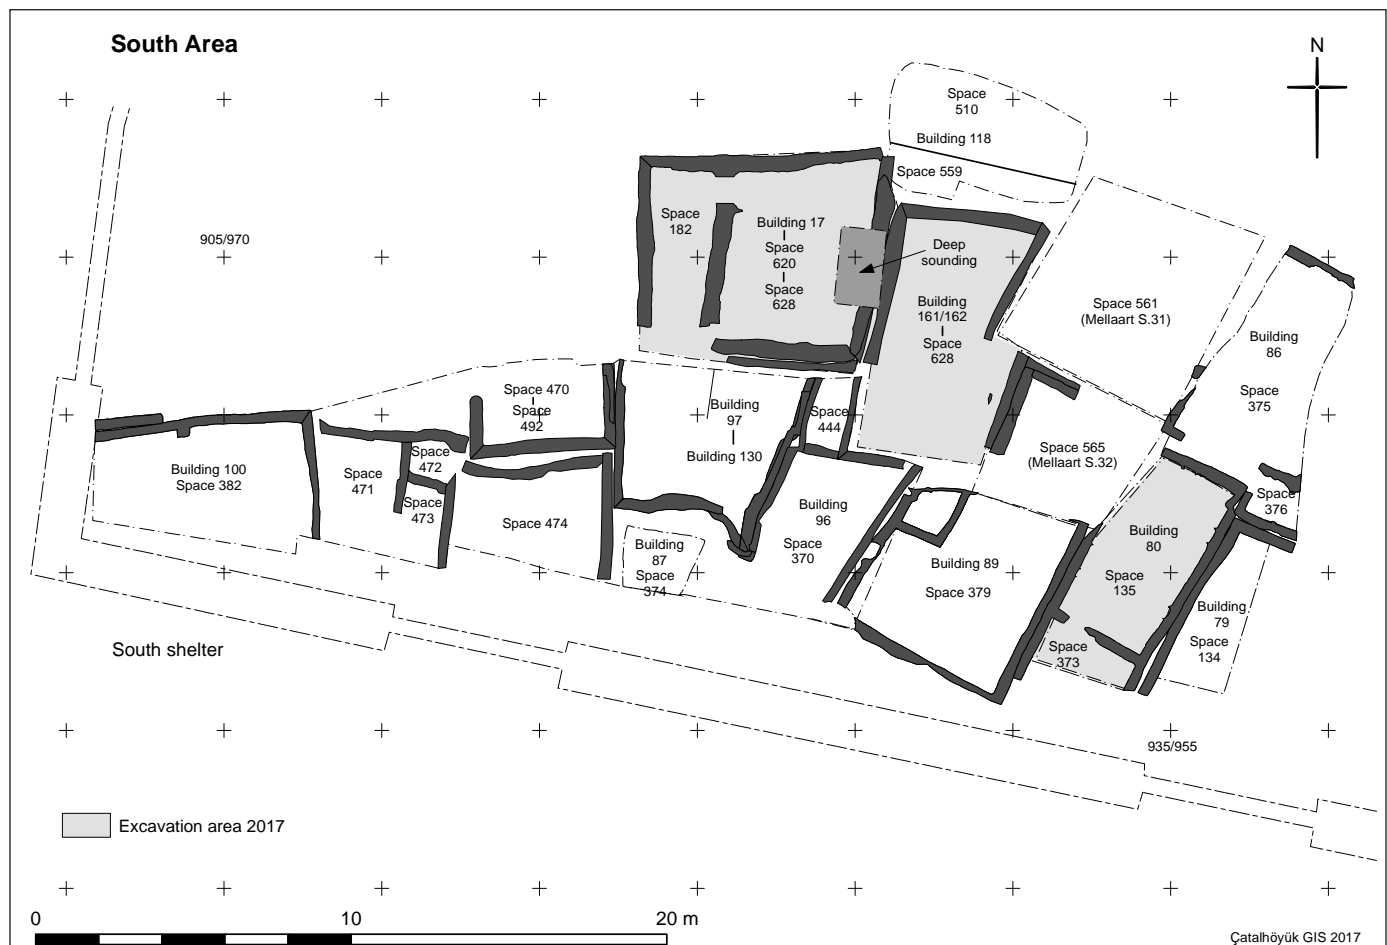 South Area
N
Space
510
Building 118
Space 559
Space
182
Building 17
Space
620
Space
628
Deep
sounding
905/970
Building
161/162
Space
628
Space 561
(Mellaart S.31)
Building
86
Space
375
Space 470
Space
492
Building
97
Building 130
Space
444
Space 565
(Mellaart S.32)
Building 100
Space 382
Space
471
Space
472
Space
473
Space 474
Building
96
Space
370
Space
376
Building
87
Space
374
Building 89
Space 379
Building
80
Space
135
Building
79
Space
134
Space
373
South shelter
935/955
Excavation area 2017
0
10
20 m
Çatalhöyük GIS 2017